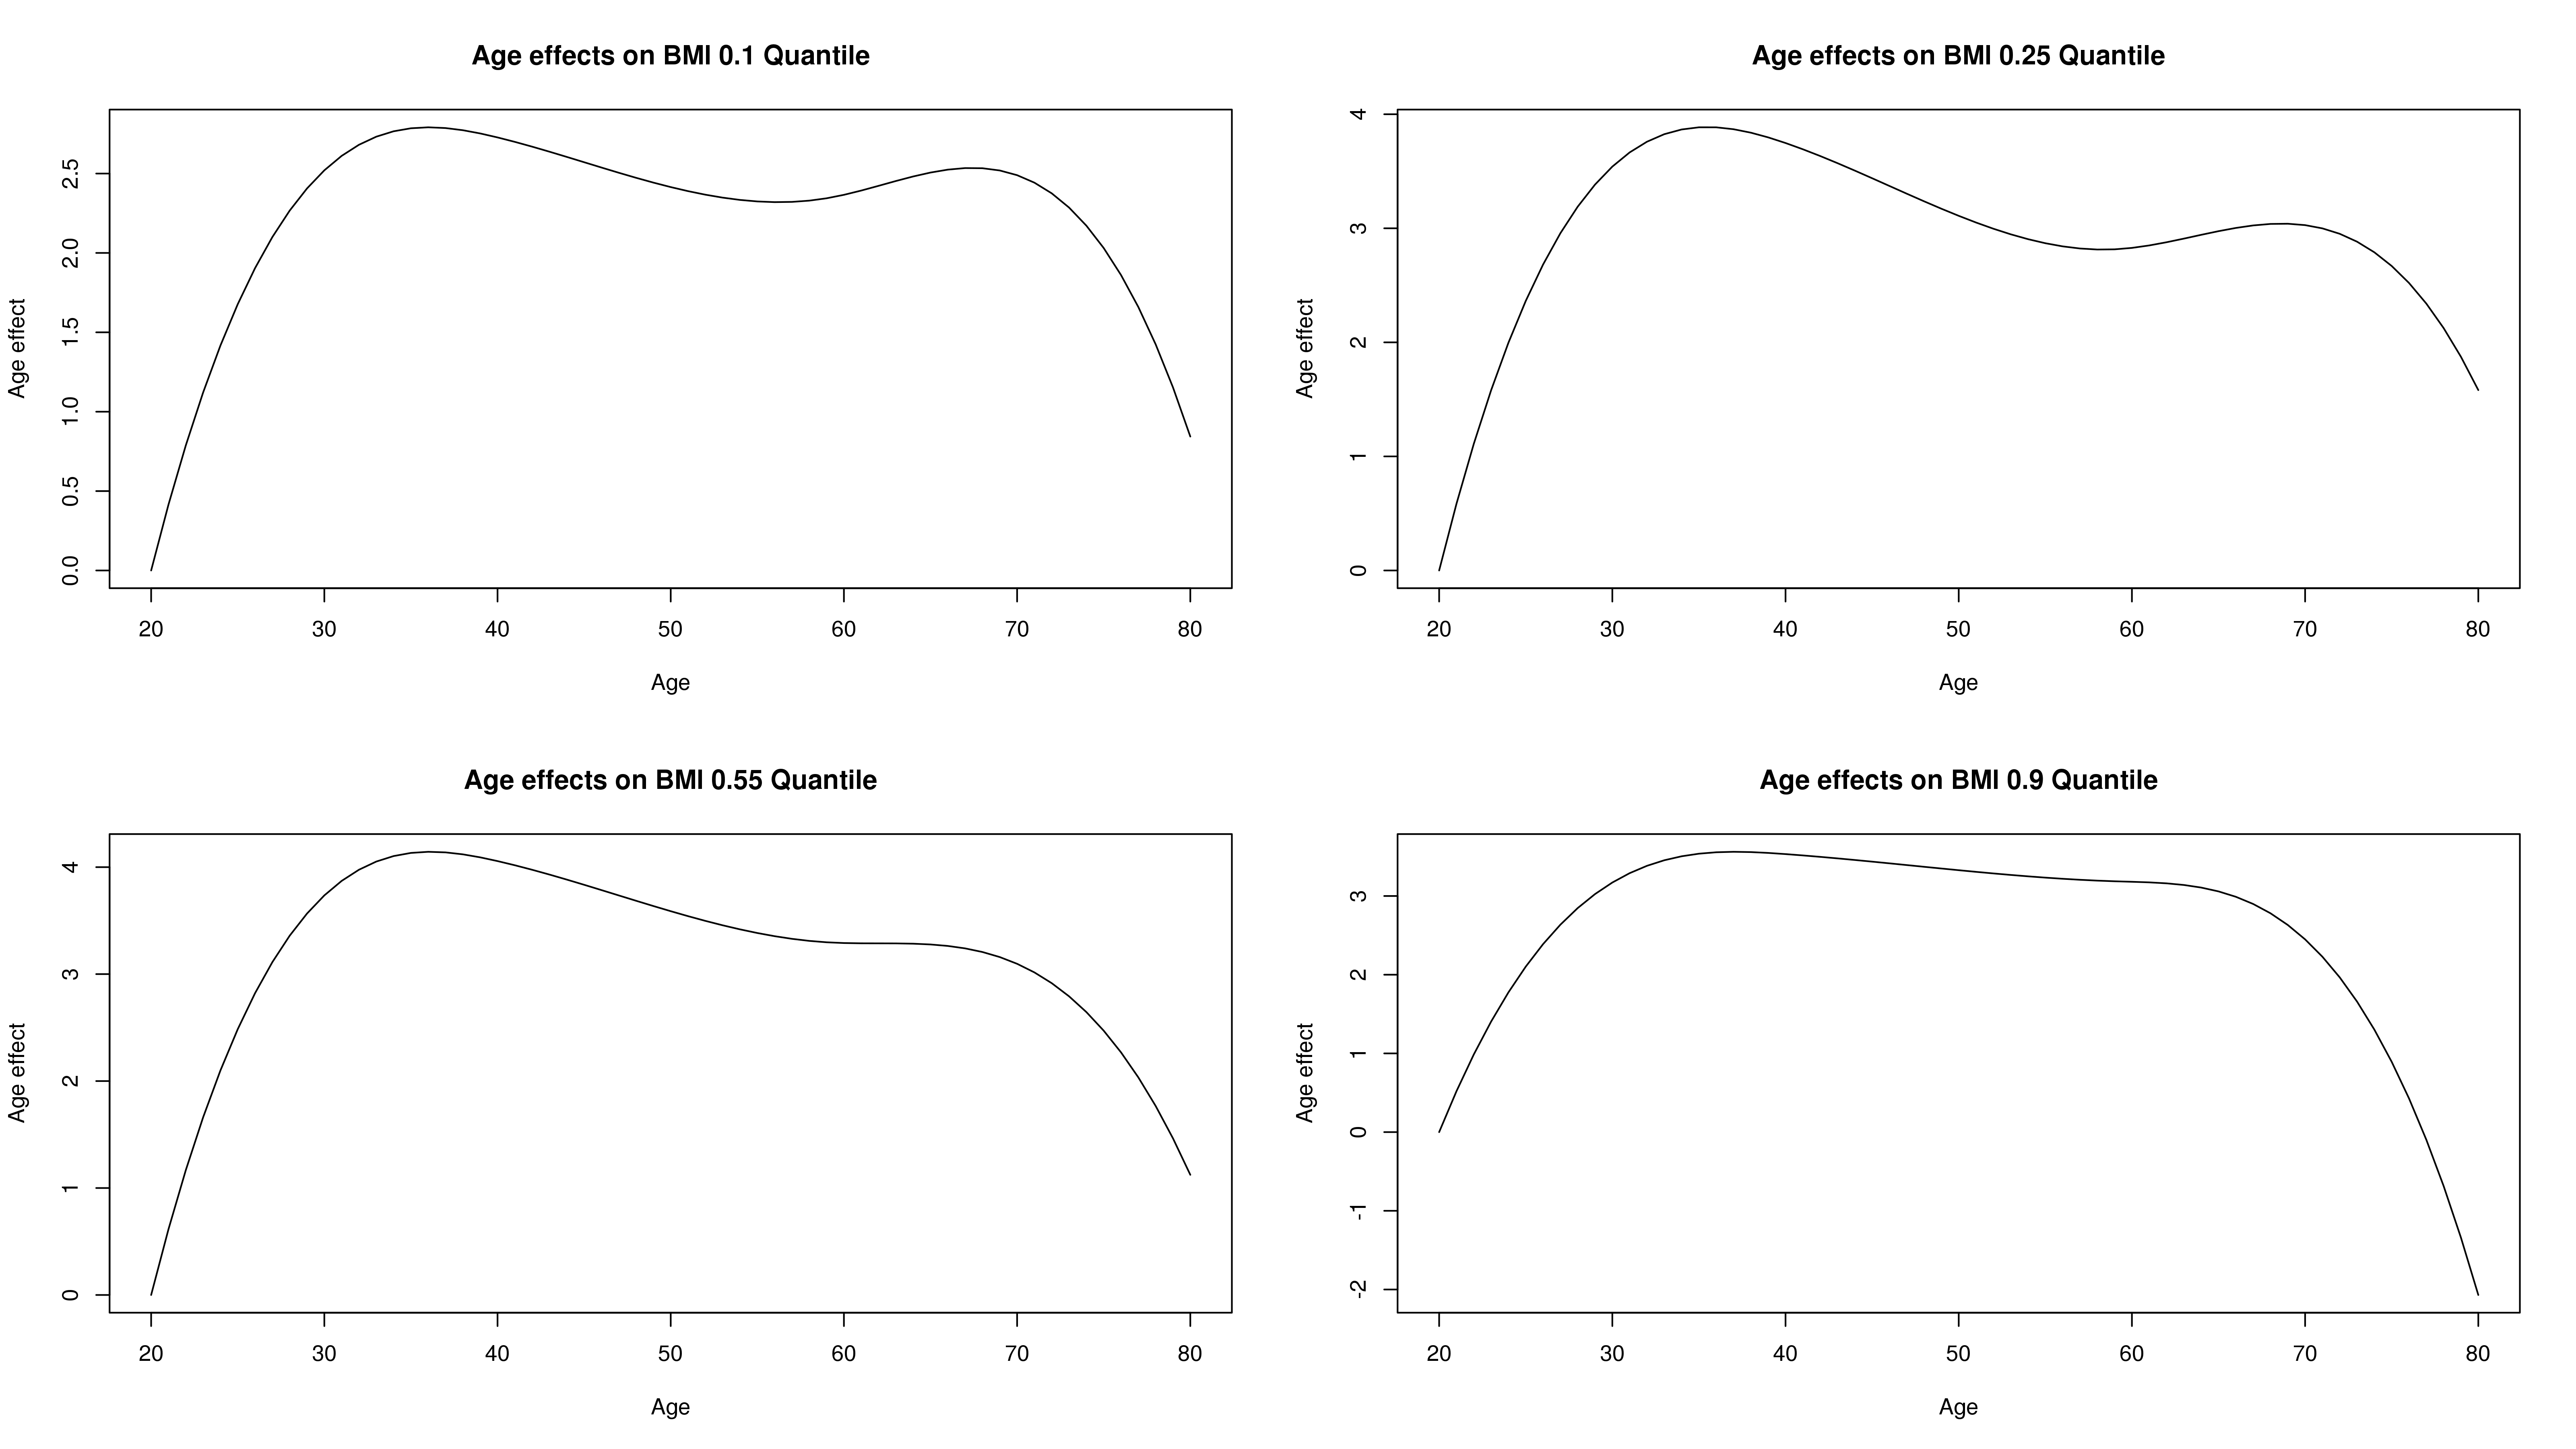 Age effects on BMI 0.1 Quantile
Age effect
0.0 0.5 1.0 1.5 2.0 2.5
20 30 40 50 60 70 80
Age
Age effects on BMI 0.25 Quantile
Age effect
0 1 2 3 4
20 30 40 50 60 70 80
Age
Age effects on BMI 0.55 Quantile
Age effect
0 1 2 3 4
20 30 40 50 60 70 80
Age
Age effects on BMI 0.9 Quantile
Age effect
-2 -1 0 1 2 3
20 30 40 50 60 70 80
Age